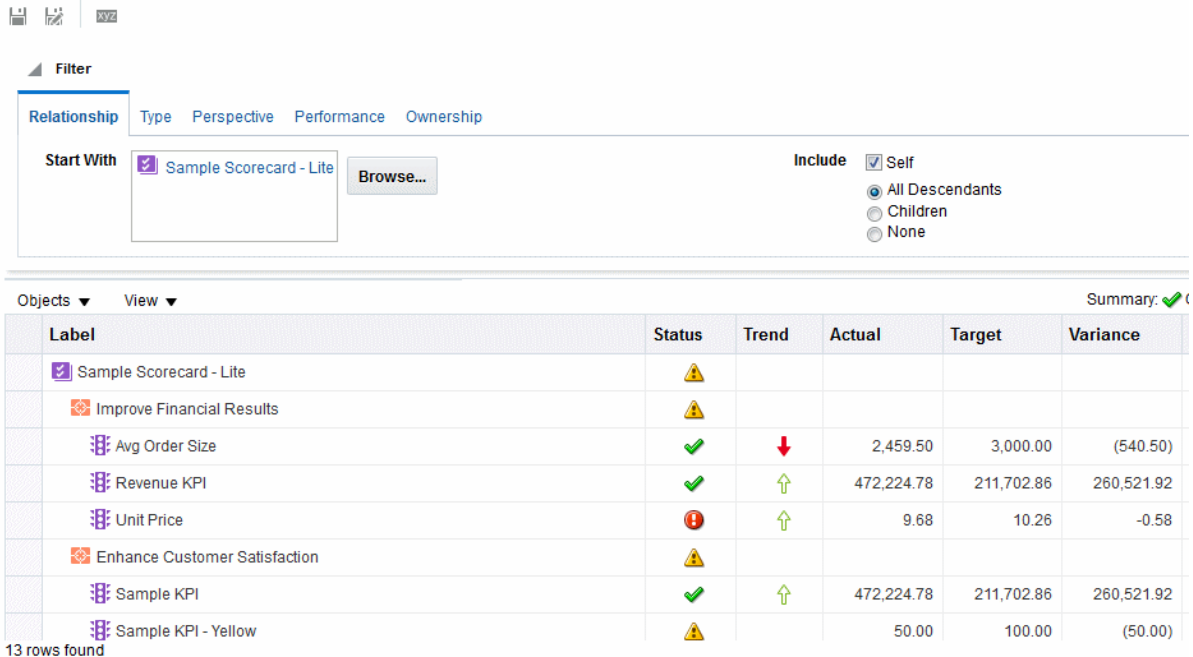 xyz
Filter
Relationship Type Perspective Performance Ownership
Start With Sample Scorecard - Lite Browse... Include Self
All Descendants
Children
None
Objects View Summary:
Label Status Trend Actual Target Variance
Sample Scorecard - Lite
Improve Financial Results
Avg Order Size 2,459.50 3,000.00 (540.50)
Revenue KPI 472,224.78 211,702.86 260,521.92
Unit Price 9.68 10.26 -0.58
Enhance Customer Satisfaction
Sample KPI 472,224.78 211,702.86 260,521.92
Sample KPI - Yellow 50.00 100.00 (50.00)
13 rows found